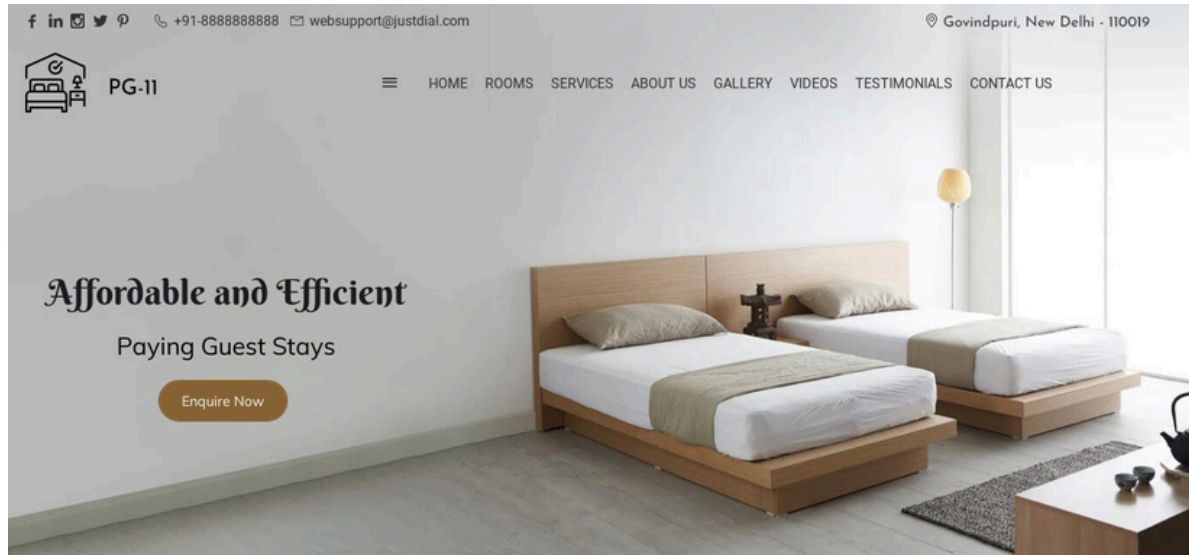 +91-8888888888 websupport@justdial.com Govindpuri, New Delhi - 110019
PG-11 HOME ROOMS SERVICES ABOUT US GALLERY VIDEOS TESTIMONIALS CONTACT US
Affordable and Efficient
Paying Guest Stays
Enquire Now